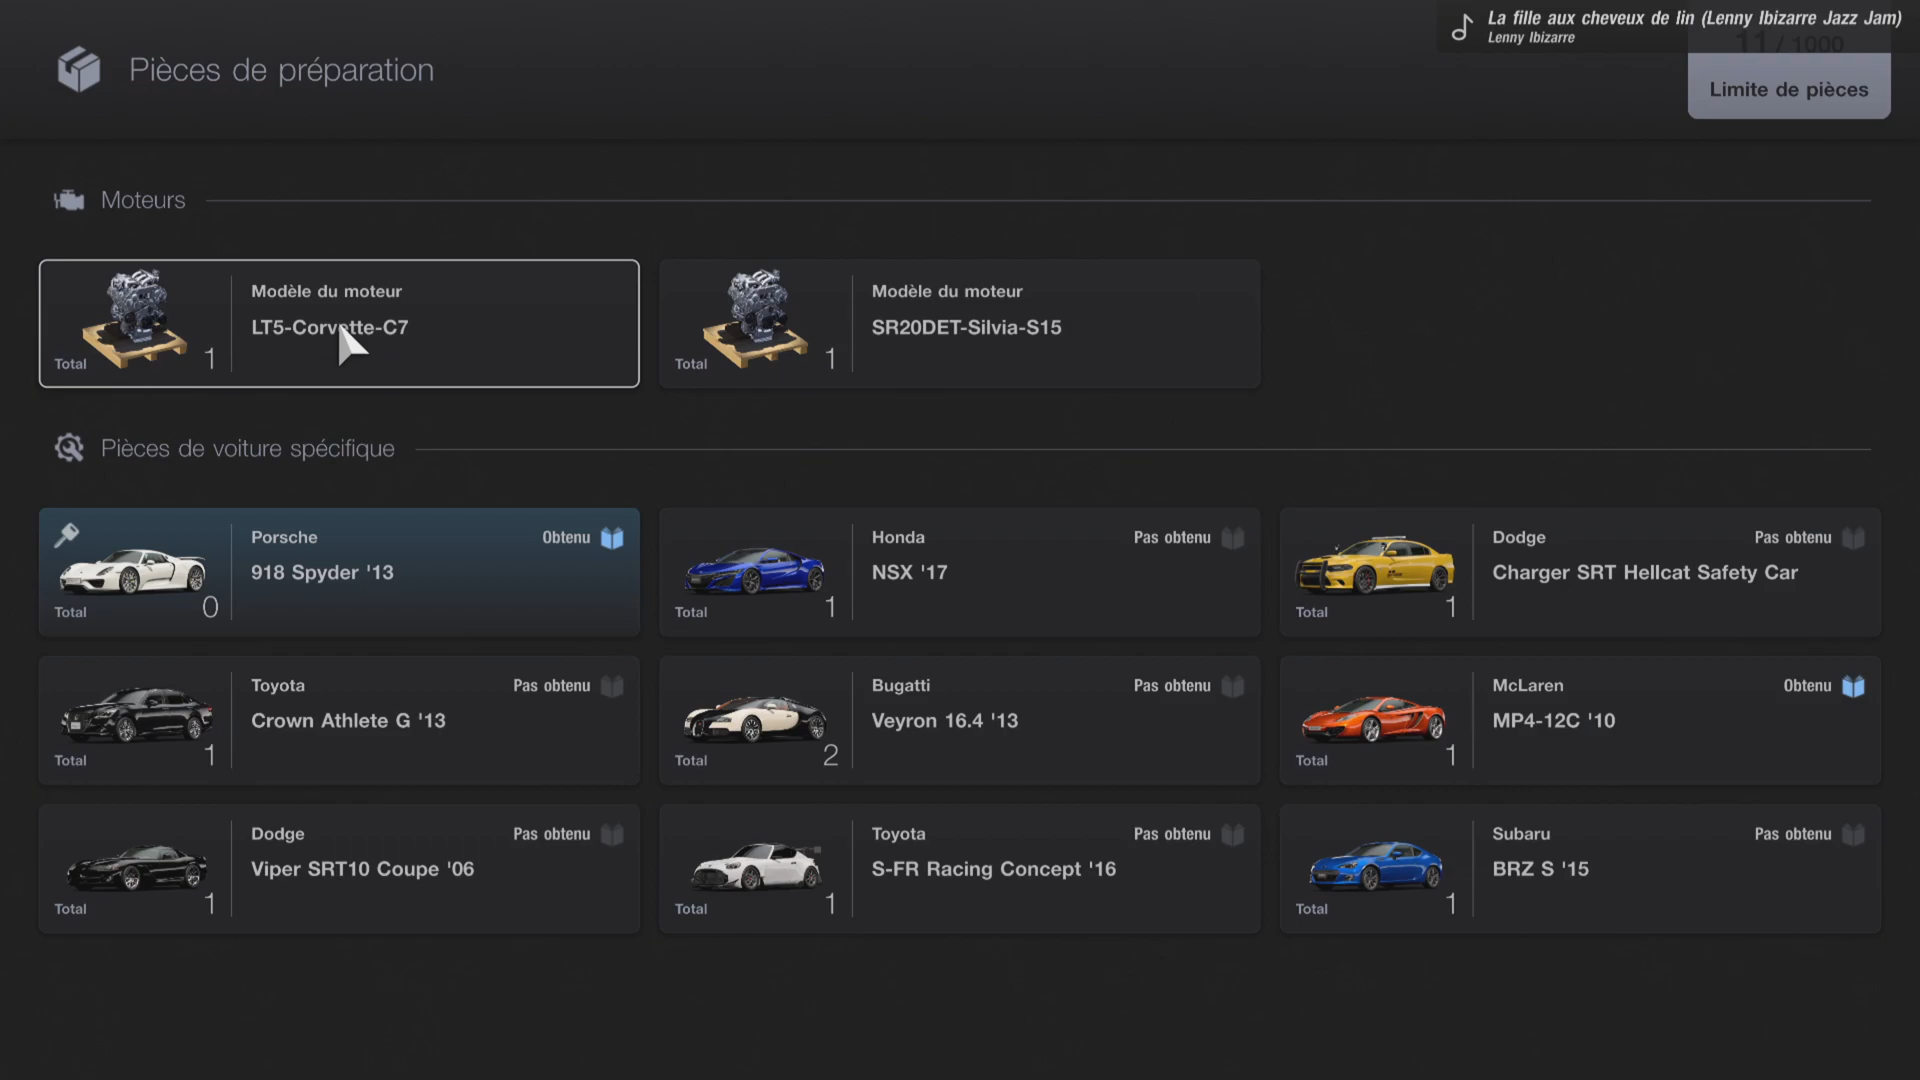 La fille aux cheveux de lin (Lenny Ibizarre Jazz Jam)
Lenny Ibizarre
Pièces de préparation
11 / 1000
Limite de pièces
Moteurs
Modèle du moteur
LT5-Corvette-C7
Total 1
Modèle du moteur
SR20DET-Silvia-S15
Total 1
Pièces de voiture spécifique
Porsche Obtenu
918 Spyder '13
Total 0
Honda Pas obtenu
NSX '17
Total 1
Dodge Pas obtenu
Charger SRT Hellcat Safety Car
Total 1
Toyota Pas obtenu
Crown Athlete G '13
Total 1
Bugatti Pas obtenu
Veyron 16.4 '13
Total 2
McLaren Obtenu
MP4-12C '10
Total 1
Dodge Pas obtenu
Viper SRT10 Coupe '06
Total 1
Toyota Pas obtenu
S-FR Racing Concept '16
Total 1
Subaru Pas obtenu
BRZ S '15
Total 1